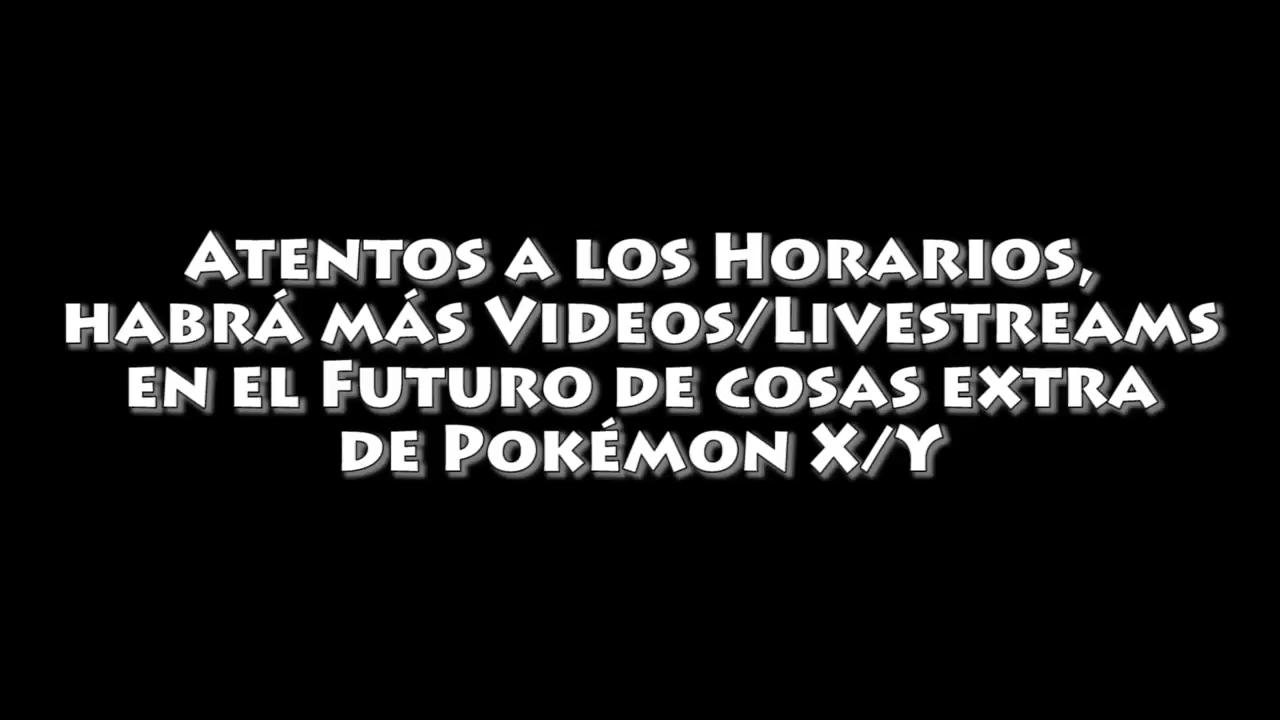 Atentos a los Horarios,
habrá más Videos/Livestreams
en el Futuro de cosas extra
de Pokémon X/Y